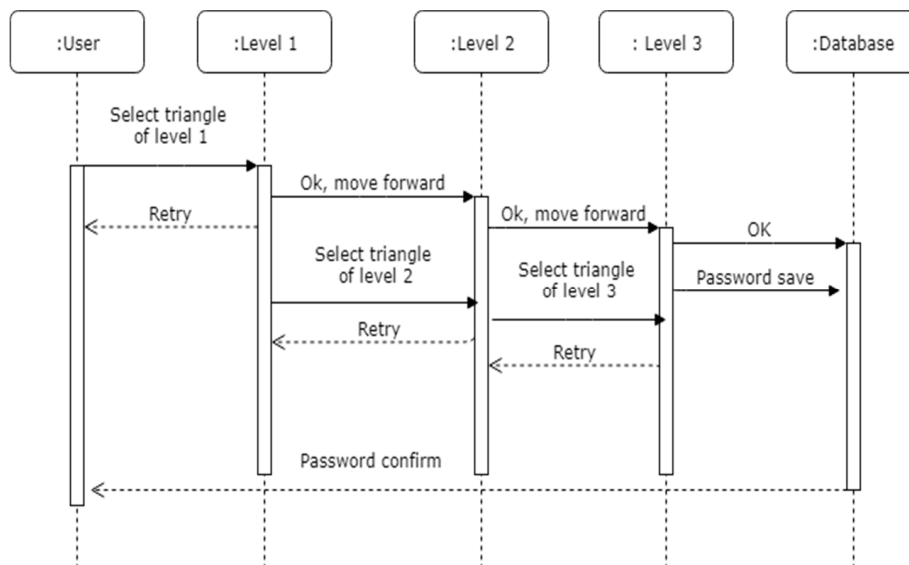 :User
:Level 1
:Level 2
: Level 3
:Database
Select triangle
of level 1
Ok, move forward
Retry
Ok, move forward
OK
Select triangle
of level 2
Select triangle
of level 3
Password save
Retry
Retry
Password confirm